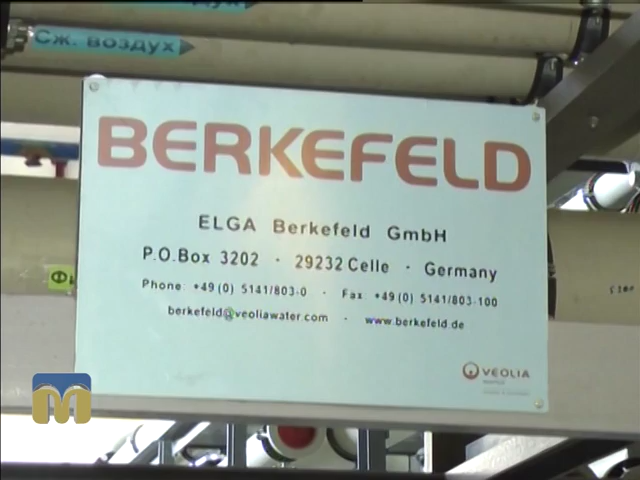 Сж. воздух
BERKEFELD
ELGA Berkefeld GmbH
P.O.Box 3202 · 29232 Celle · Germany
Phone: +49 (0) 5141/803-0 · Fax +49 (0) 5141/803-100
berkefeld@veoliawater.com · www.berkefeld.de
VEOLIA
M